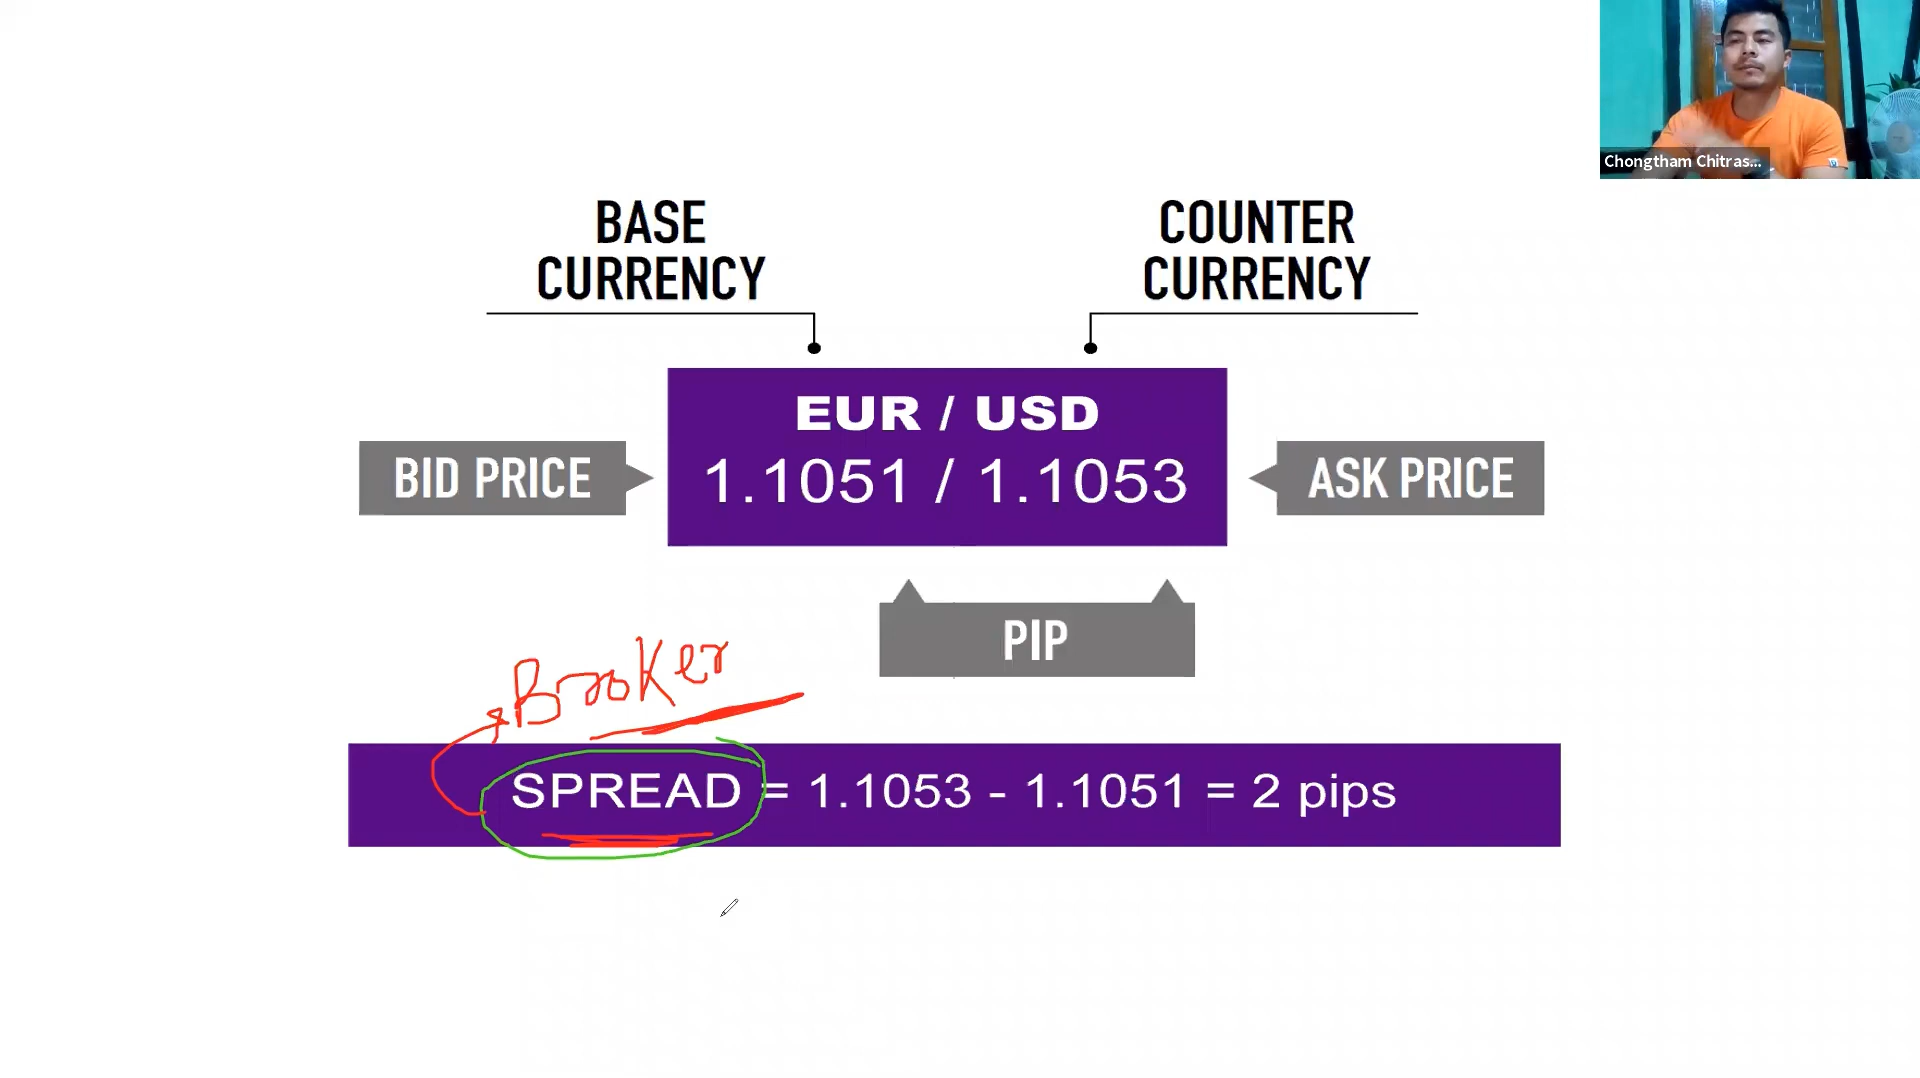 Chongtham Chitras...
BASE
CURRENCY
COUNTER
CURRENCY
EUR / USD
BID PRICE
1.1051 / 1.1053
ASK PRICE
PIP
Broker
SPREAD = 1.1053 - 1.1051 = 2 pips